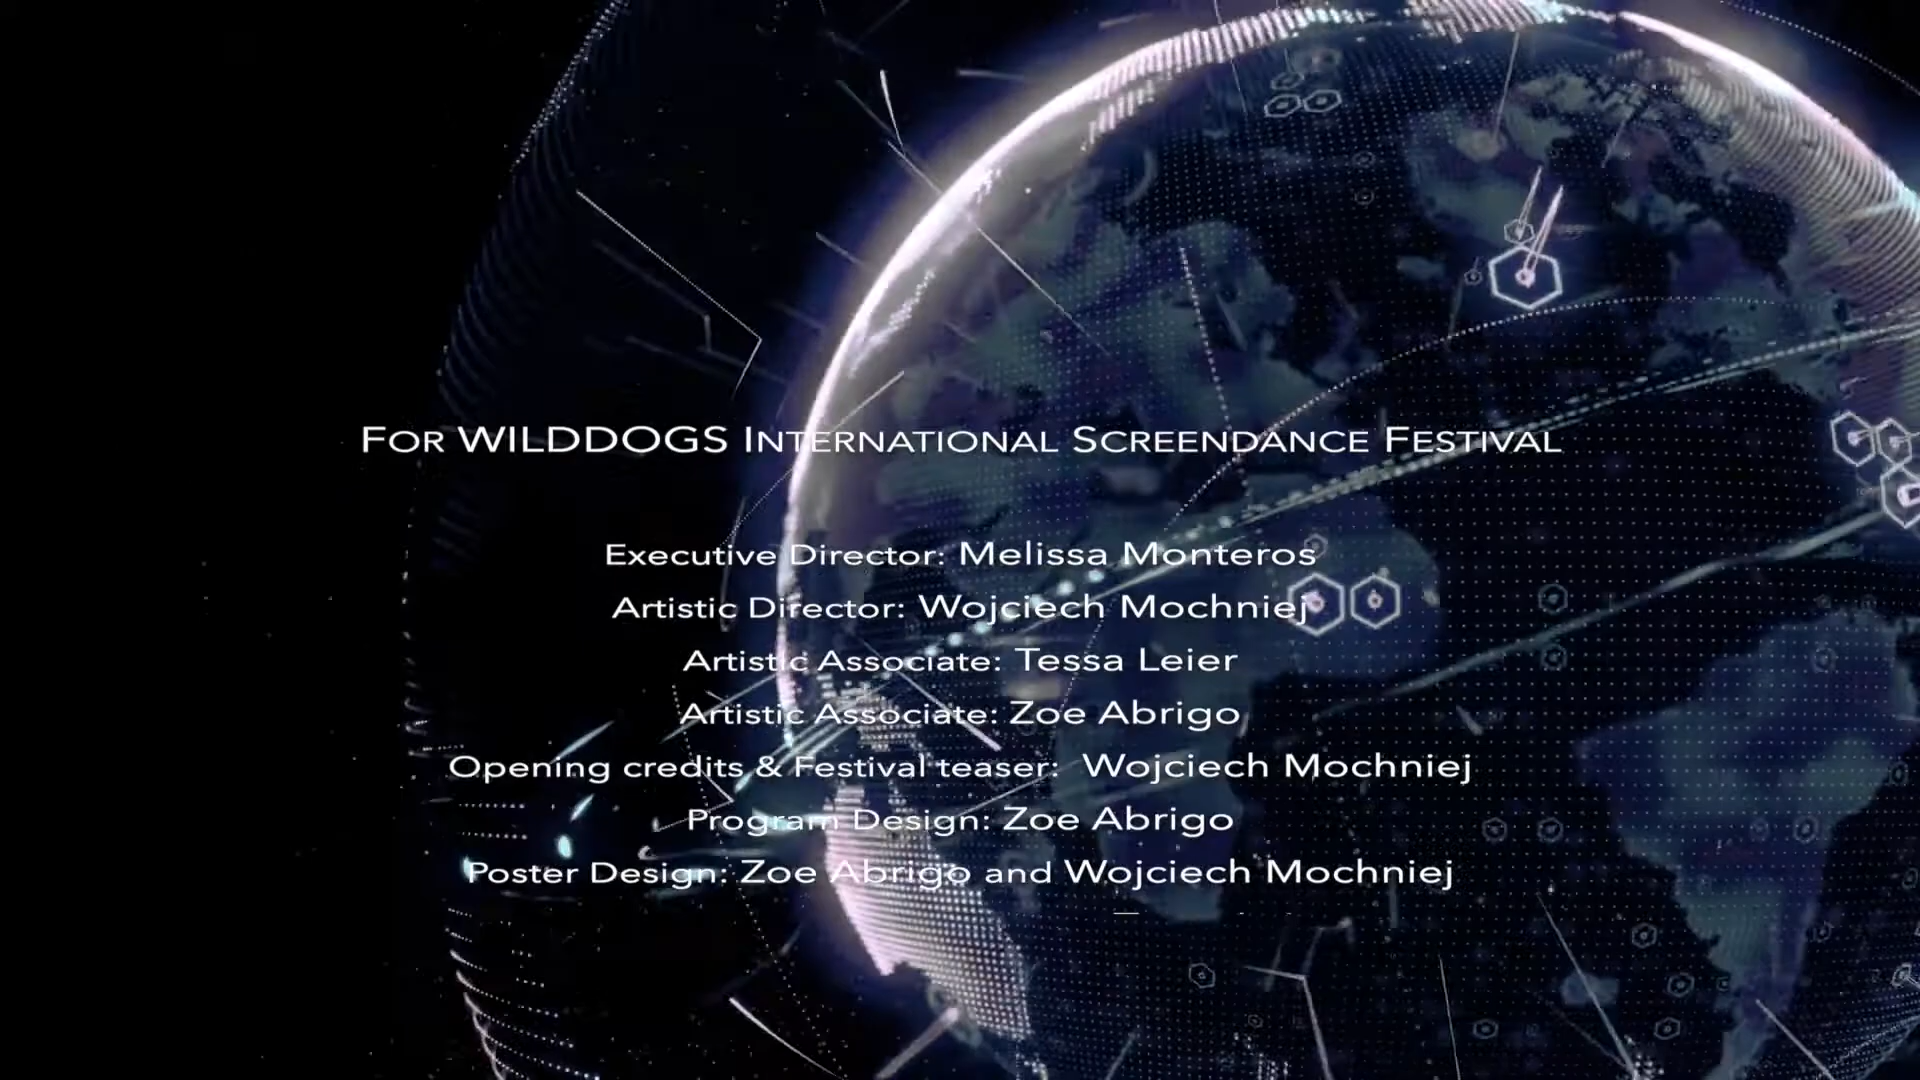 FOR WILDDOGS INTERNATIONAL SCREENDANCE FESTIVAL
Executive Director: Melissa Monteros
Artistic Director: Wojciech Mochniej
Artistic Associate: Tessa Leier
Artistic Associate: Zoe Abrigo
Opening credits & Festival teaser: Wojciech Mochniej
Program Design: Zoe Abrigo
Poster Design: Zoe Abrigo and Wojciech Mochniej